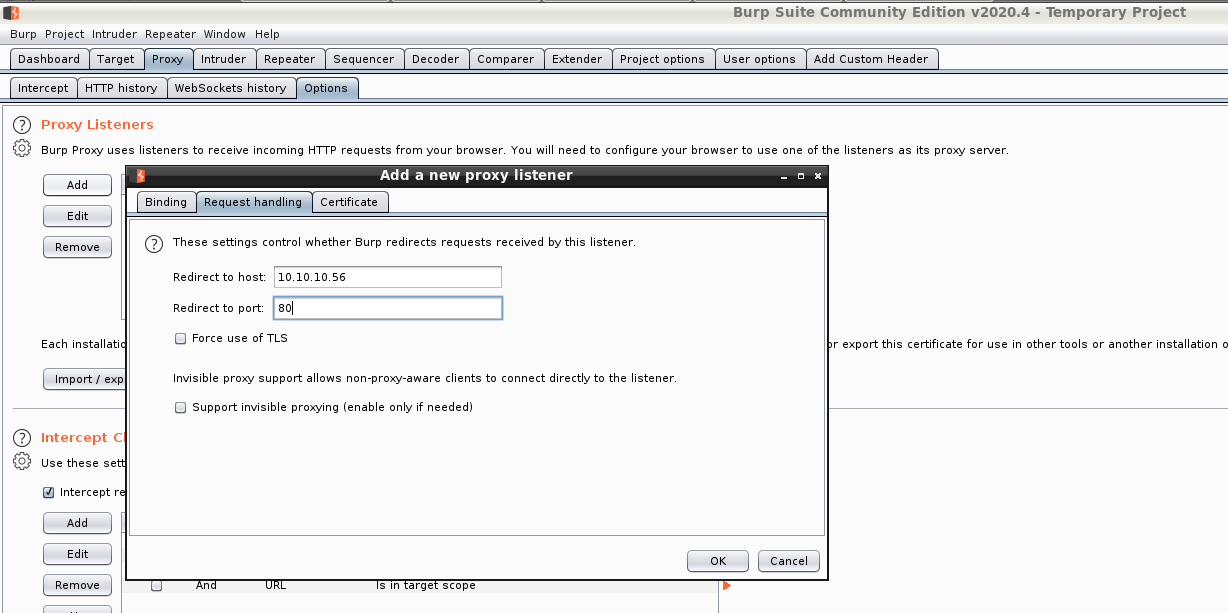 Burp Suite Community Edition v2020.4 - Temporary Project
Burp Project Intruder Repeater Window Help
Dashboard Target Proxy Intruder Repeater Sequencer Decoder Comparer Extender Project options User options Add Custom Header
Intercept HTTP history WebSockets history Options
? Proxy Listeners
Burp Proxy uses listeners to receive incoming HTTP requests from your browser. You will need to configure your browser to use one of the listeners as its proxy server.
Add
Edit
Remove
Add a new proxy listener
Binding Request handling Certificate
? These settings control whether Burp redirects requests received by this listener.
Redirect to host: 10.10.10.56
Redirect to port: 80
Force use of TLS
Invisible proxy support allows non-proxy-aware clients to connect directly to the listener.
Support invisible proxying (enable only if needed)
OK Cancel
Each installatio
or export this certificate for use in other tools or another installation o
Import / exp
? Intercept Cl
Use these sett
Intercept re
Add
Edit
Remove
And URL Is in target scope